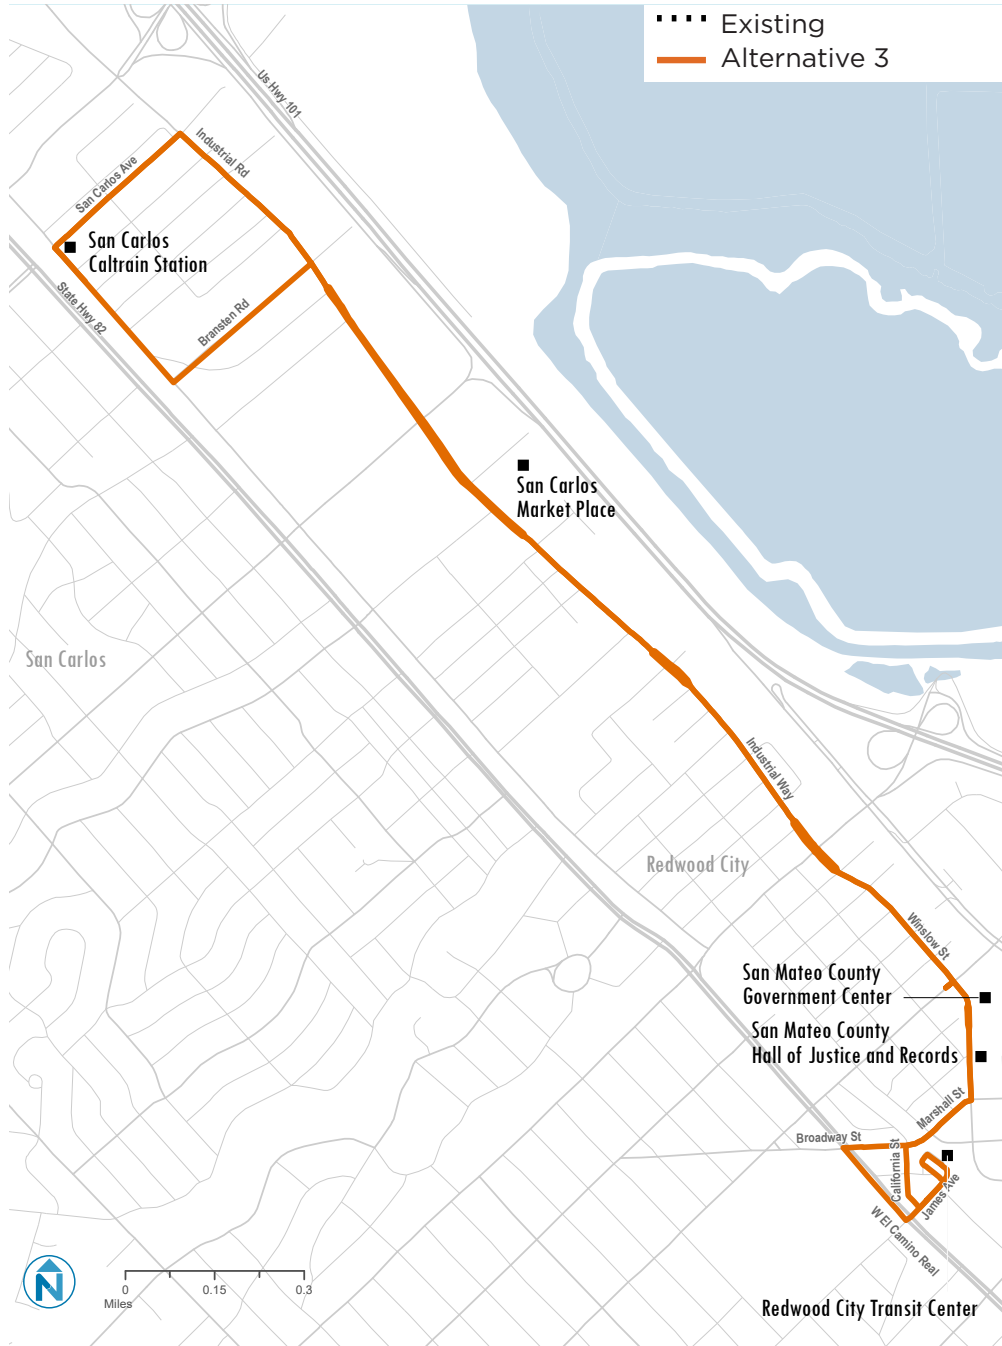 Existing
Alternative 3
Us Hwy 101
Industrial Rd
San Carlos Ave
San Carlos
Caltrain Station
State Hwy 82
Bransten Rd
San Carlos
Market Place
San Carlos
Industrial Way
Redwood City
Winslow St
San Mateo County
Government Center
San Mateo County
Hall of Justice and Records
Marshall St
Broadway St
California St
James Ave
W El Camino Real
N
0
0.15
0.3
Miles
Redwood City Transit Center